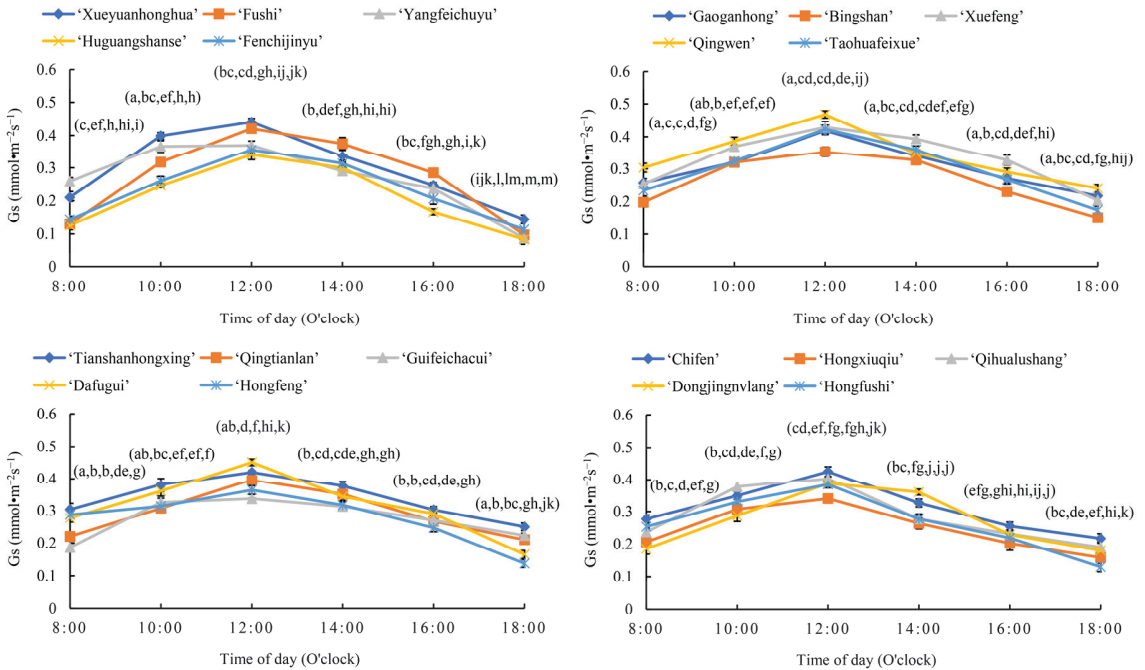 ‘Xueyuanhonghua’ ‘Fushi’ ‘Yangfeichuyu’
‘Huguangshanse’ ‘Fenchijinyu’
Gs (mmol•m⁻²s⁻¹)
0.6
0.5
0.4
0.3
0.2
0.1
0
(c,ef,h,hi,i)
(a,bc,ef,h,h)
(bc,cd,gh,ij,jk)
(b,def,gh,hi,hi)
(bc,fgh,gh,i,k)
(ijk,l,lm,m,m)
8:00 10:00 12:00 14:00 16:00 18:00
Time of day (O'clock)
‘Gaoganhong’ ‘Bingshan’ ‘Xuefeng’
‘Qingwen’ ‘Taohuafeixue’
Gs (mmol•m⁻²s⁻¹)
0.6
0.5
0.4
0.3
0.2
0.1
0
(a,c,c,d,fg)
(ab,b,ef,ef,ef)
(a,cd,cd,de,ij)
(a,bc,cd,cdef,efg)
(a,b,cd,def,hi)
(a,bc,cd,fg,hij)
8:00 10:00 12:00 14:00 16:00 18:00
Time of day (O'clock)
‘Tianshanhongxing’ ‘Qingtianlan’ ‘Guifeichacui’
‘Dafugui’ ‘Hongfeng’
Gs (mmol•m⁻²s⁻¹)
0.6
0.5
0.4
0.3
0.2
0.1
0
(a,b,b,de,g)
(ab,bc,ef,ef,f)
(ab,d,f,hi,k)
(b,cd,cde,gh,gh)
(b,b,cd,de,gh)
(a,b,bc,gh,jk)
8:00 10:00 12:00 14:00 16:00 18:00
Time of day (O'clock)
‘Chifen’ ‘Hongxiuqiu’ ‘Qihualushang’
‘Dongjingnvlang’ ‘Hongfushi’
Gs (mmol•m⁻²s⁻¹)
0.6
0.5
0.4
0.3
0.2
0.1
0
(b,c,d,ef,g)
(b,cd,de,f,g)
(cd,ef,fg,fgh,jk)
(bc,fg,j,j,j)
(efg,ghi,hi,ij,j)
(bc,de,ef,hi,k)
8:00 10:00 12:00 14:00 16:00 18:00
Time of day (O'clock)